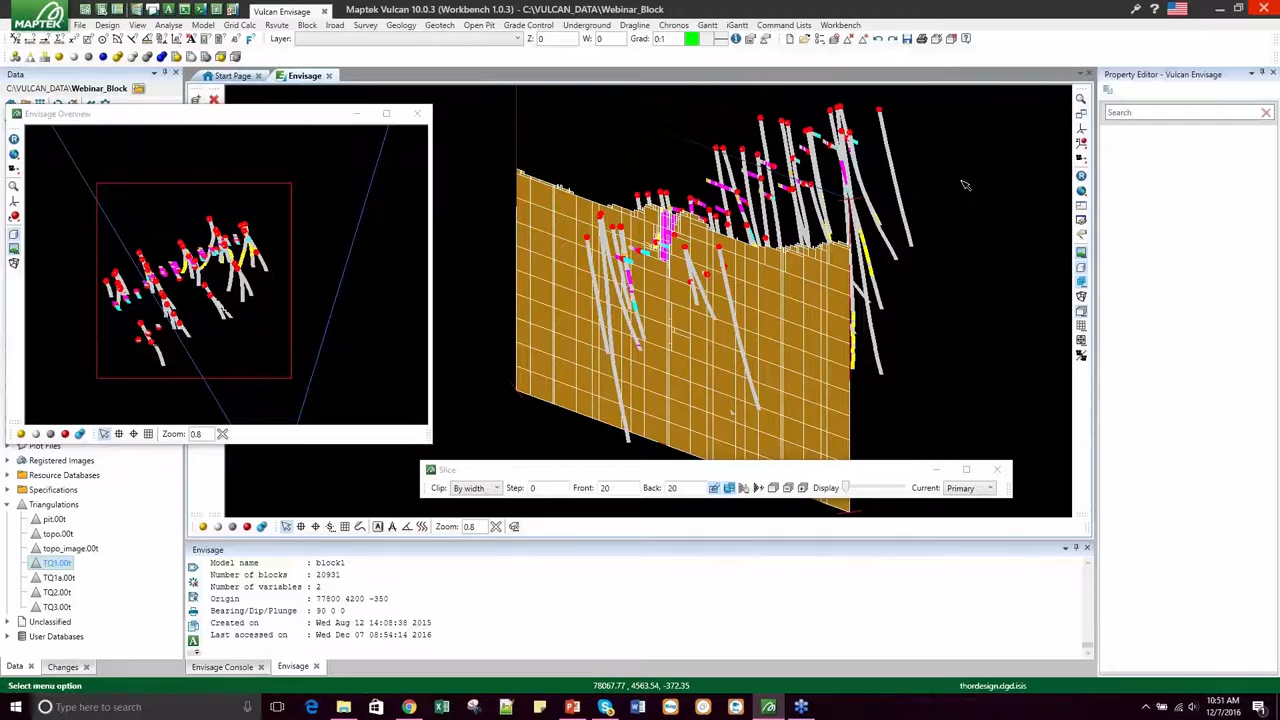 MAPTEK
Vulcan Envisage
Maptek Vulcan 10.0.3 (Workbench 1.0.3) - C:\VULCAN_DATA\Webinar_Block
File Design View Analyse Model Grid Calc Rsvute Block Iroad Survey Geology Geotech Open Pit Control Underground Dragline Chronos Gantt iGantt Command Lists Workbench
Layer: Z: 0 W: 0 Grad: 0:1
Data
Start Page Envisage
Property Editor - Vulcan Envisage
C:\VULCAN_DATA\Webinar_Block
Search
Envisage Overview
Zoom: 0.8
Plot Files
Registered Images
Resource Databases
Specifications
Triangulations
pit.00t
topo.00t
topo_image.00t
TQ1.00t
TQ1a.00t
TQ2.00t
TQ3.00t
Unclassified
User Databases
Slice
Clip: By width Step: 0 Front: 20 Back: 20 Display Current: Primary
Zoom: 0.8
Envisage
Model name : block1
Number of blocks : 20931
Number of variables : 2
Origin : 77800 4200 -350
Bearing/Dip/Plunge : 90 0 0
Created on : Wed Aug 12 14:08:38 2015
Last accessed on : Wed Dec 07 08:54:14 2016
Data Changes
Envisage Console Envisage
Select menu option
78067.77 , 4563.54, -372.35
thordesign.dgd.isis
Type here to search
10:51 AM
12/7/2016